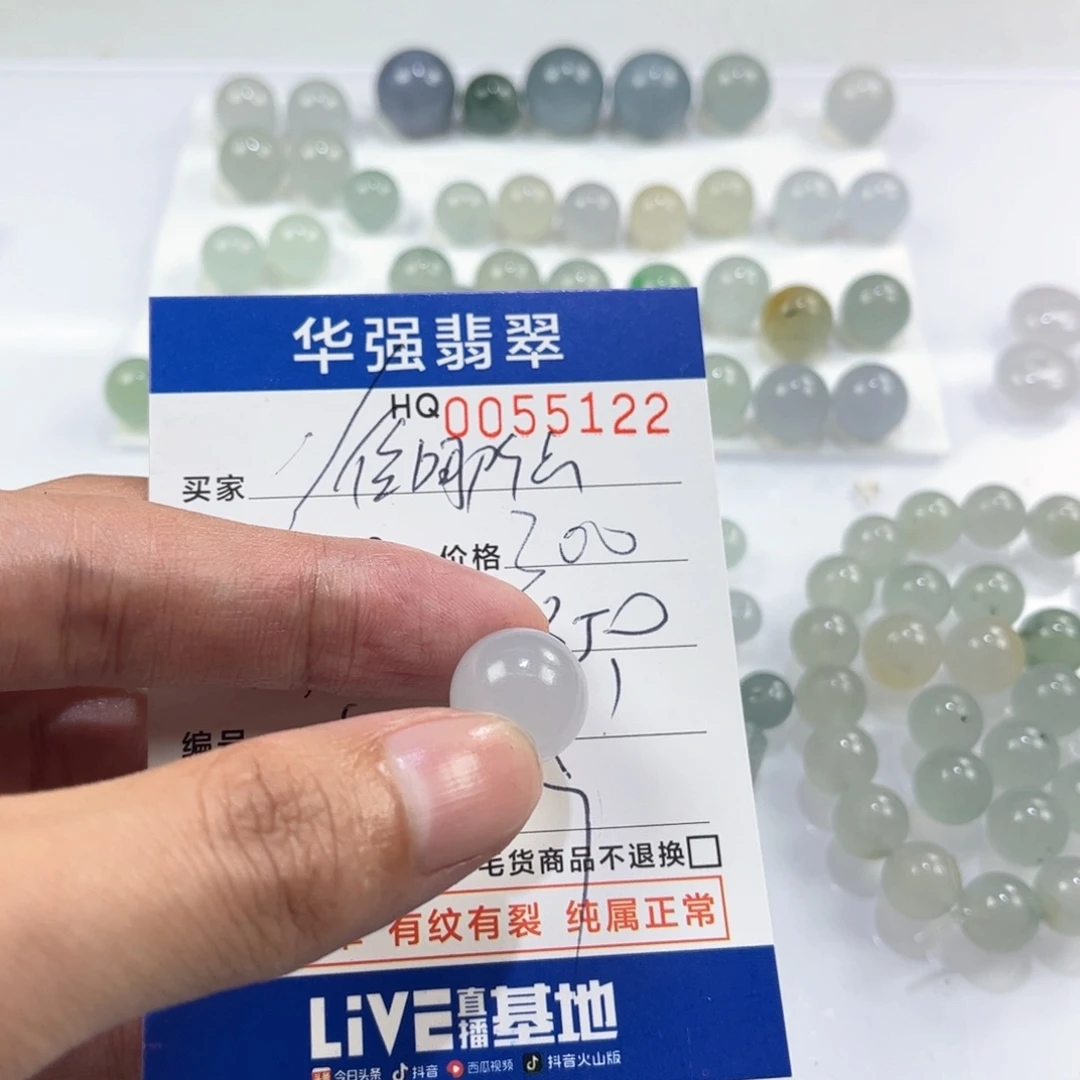 华强翡翠
HQ0055122
买家
价格 300
350
编号
毛货商品不退换
有纹有裂 纯属正常
LiVE直播基地
今日头条 抖音 西瓜视频 抖音火山版